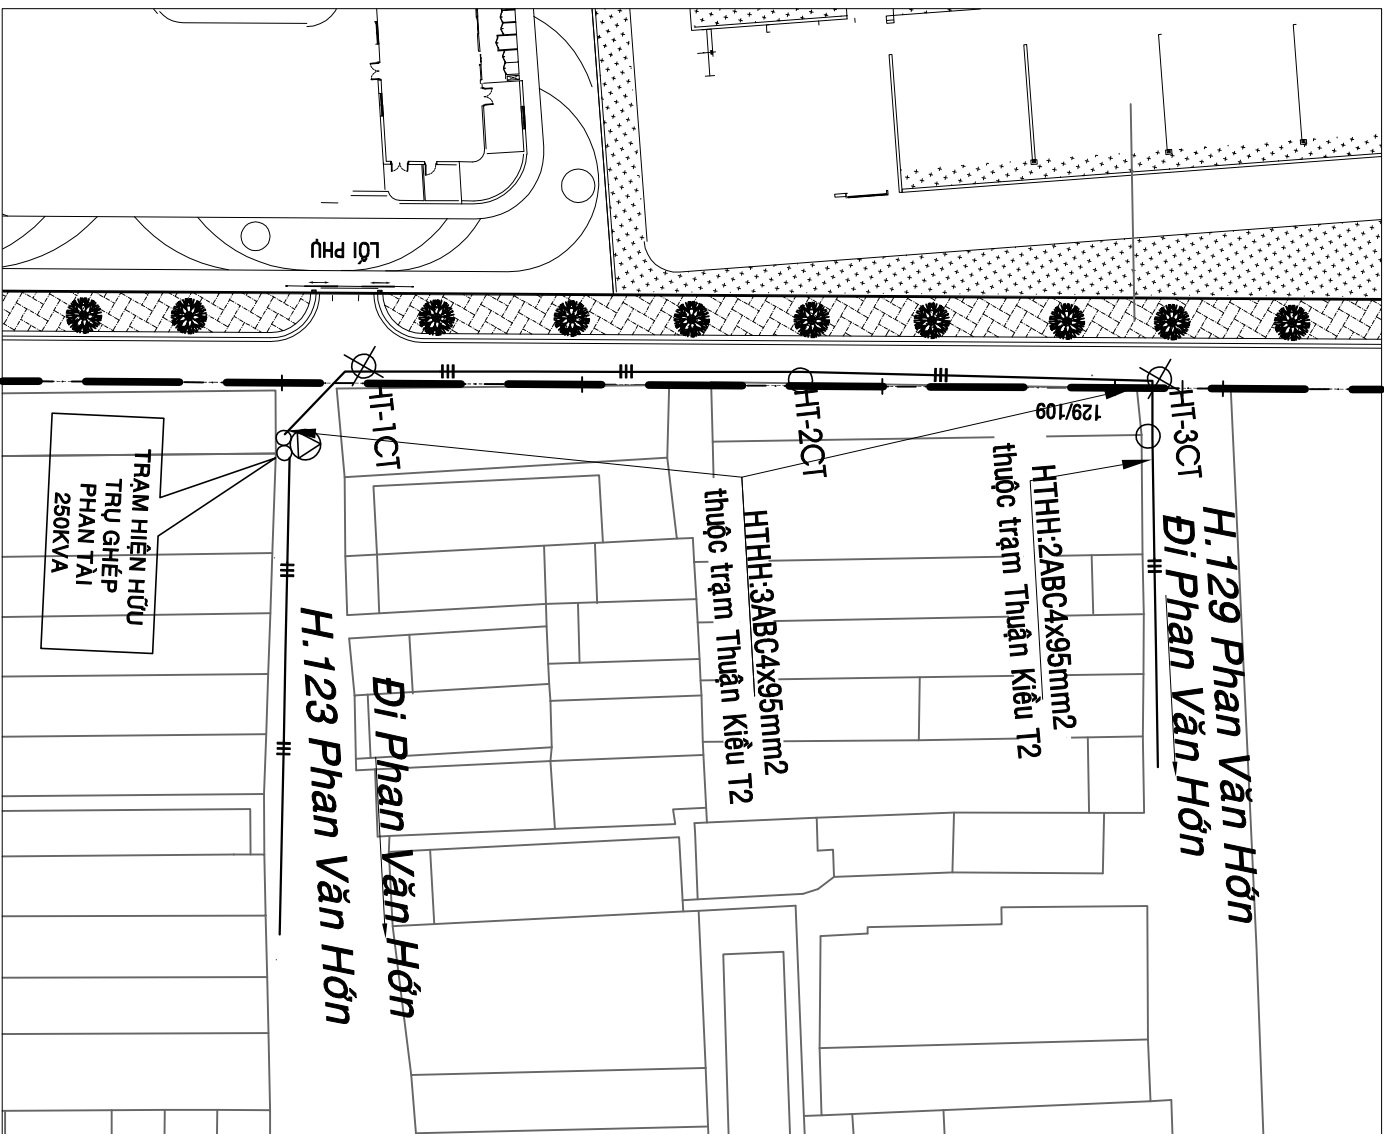 LỐI PHỤ
HT-1CT
HT-2CT
HT-3CT
129/109
TRẠM HIỆN HỮU
TRỤ GHÉP
PHAN TÀI
250KVA
HTHH:3ABC4x95mm2
thuộc trạm Thuận Kiều T2
HTHH:2ABC4x95mm2
thuộc trạm Thuận Kiều T2
H.129 Phan Văn Hớn
Đi Phan Văn Hớn
Đi Phan Văn Hớn
H.123 Phan Văn Hớn